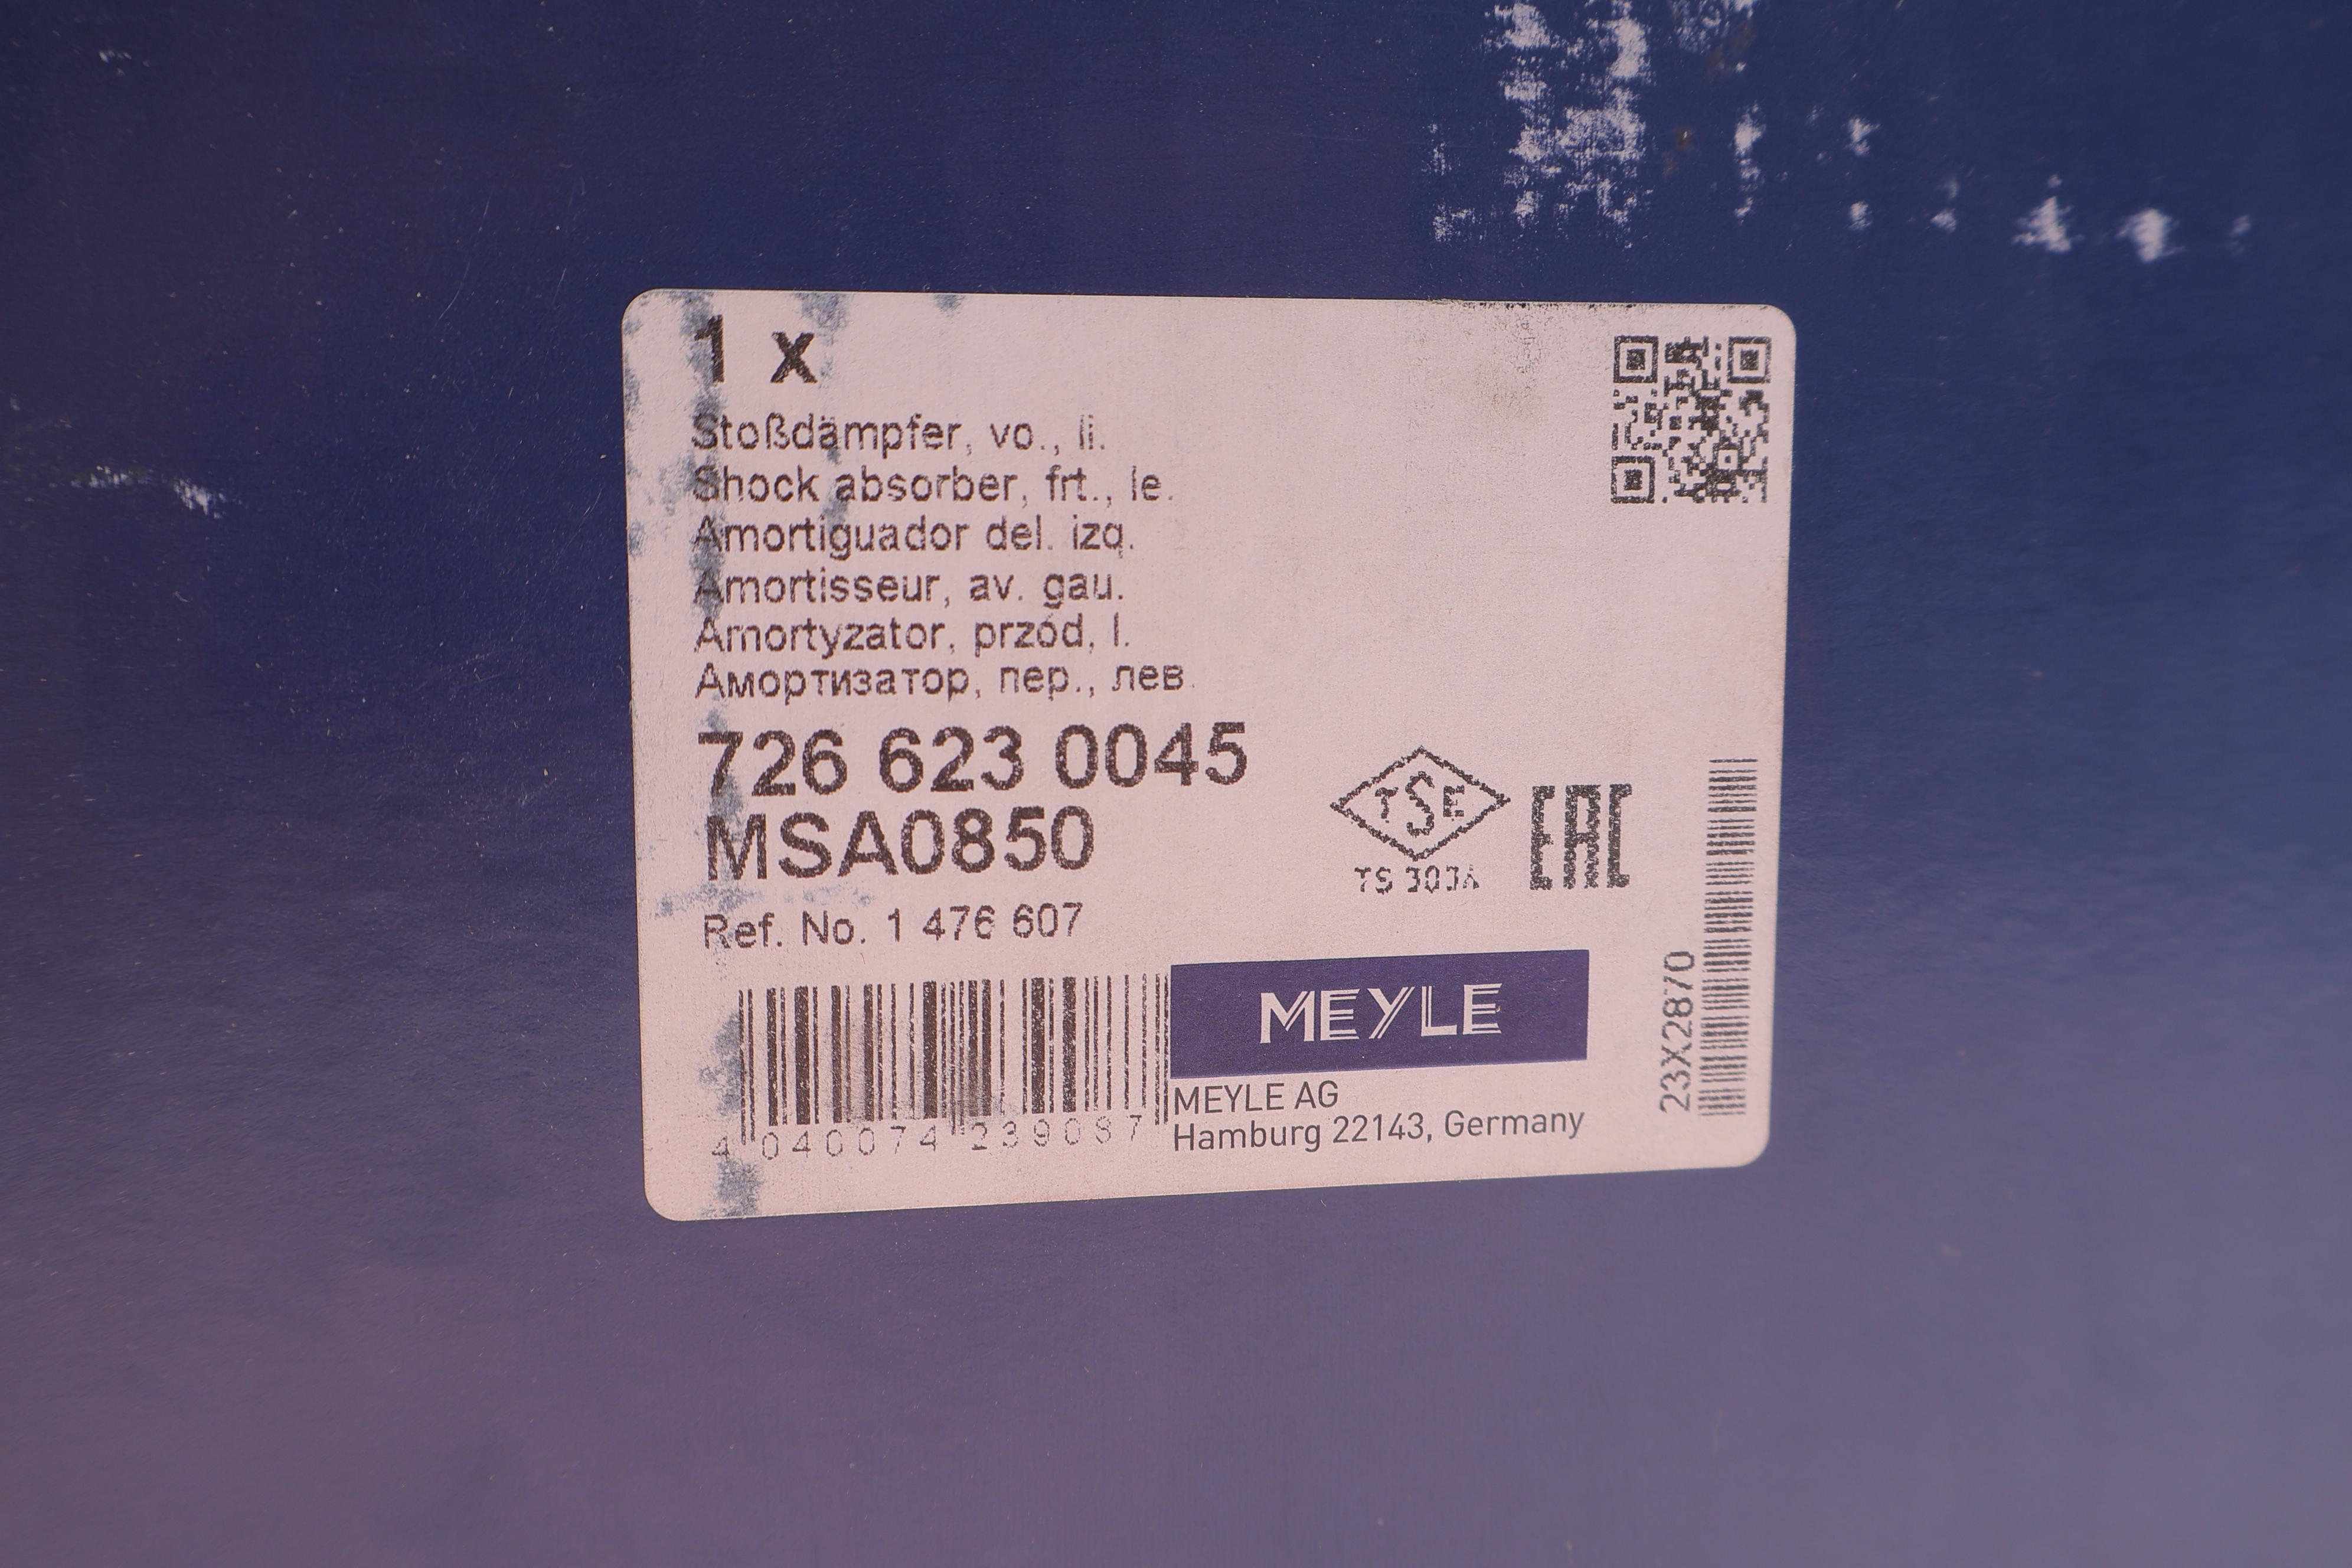 1 x
Stoßdämpfer, vo., li.
Shock absorber, frt., le.
Amortiguador del. izq.
Amortisseur, av. gau.
Amortyzator, przód, l.
Амортизатор, пер., лев.
726 623 0045
MSA0850
Ref. No. 1 476 607
TSE
TS
EAC
23X2870
MEYLE
MEYLE AG
Hamburg 22143, Germany
4 040074 239087